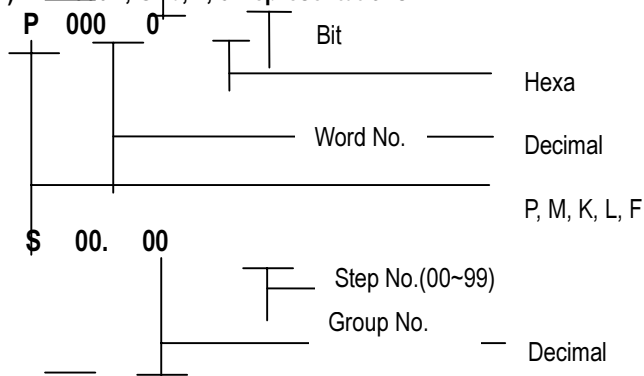 P 000 0
Bit
Hexa
Word No. Decimal
P, M, K, L, F
S 00. 00
Step No.(00~99)
Group No.
Decimal